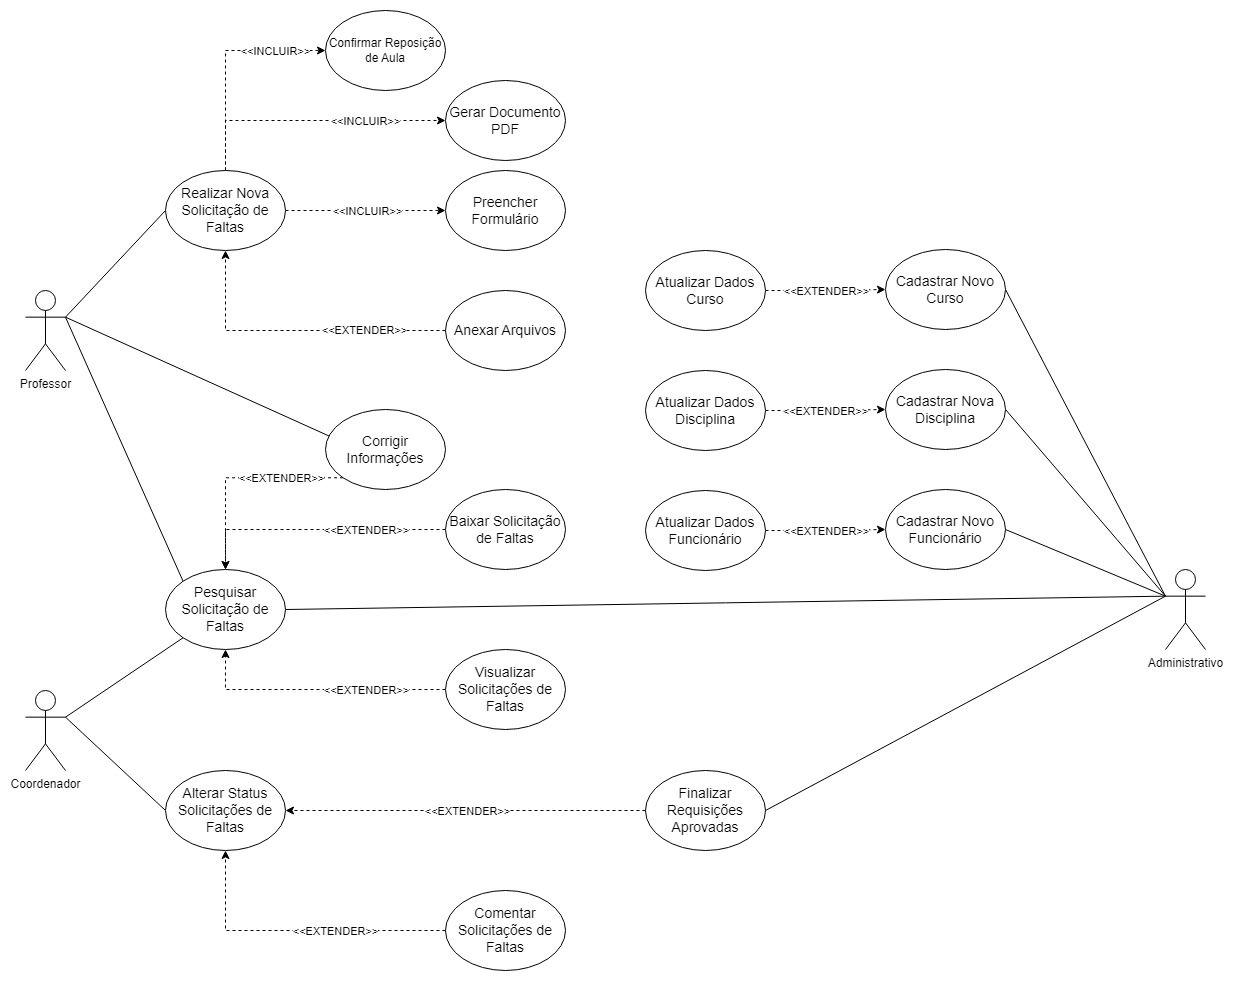 <<INCLUIR>>
Confirmar Reposição
de Aula
<<INCLUIR>>
Gerar Documento
PDF
Realizar Nova
Solicitação de
Faltas
<<INCLUIR>>
Preencher
Formulário
<<EXTENDER>>
Anexar Arquivos
Professor
Atualizar Dados
Curso
<<EXTENDER>>
Cadastrar Novo
Curso
Atualizar Dados
Disciplina
<<EXTENDER>>
Cadastrar Nova
Disciplina
Corrigir
Informações
<<EXTENDER>>
<<EXTENDER>>
Baixar Solicitação
de Faltas
Atualizar Dados
Funcionário
<<EXTENDER>>
Cadastrar Novo
Funcionário
Pesquisar
Solicitação de
Faltas
Administrativo
<<EXTENDER>>
Visualizar
Solicitações de
Faltas
Coordenador
Alterar Status
Solicitações de
Faltas
<<EXTENDER>>
Finalizar
Requisições
Aprovadas
<<EXTENDER>>
Comentar
Solicitações de
Faltas